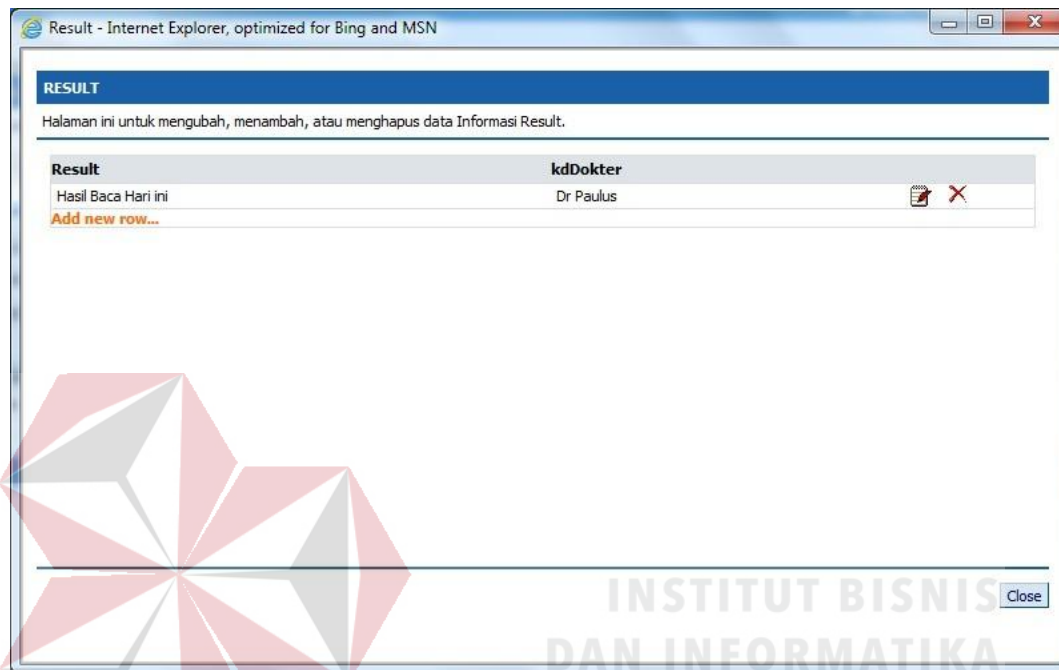 Result - Internet Explorer, optimized for Bing and MSN
RESULT
Halaman ini untuk mengubah, menambah, atau menghapus data Informasi Result.
Result kdDokter
Hasil Baca Hari ini Dr Paulus
Add new row...
INSTITUT BISNIS
Close
DAN INFORMATIKA